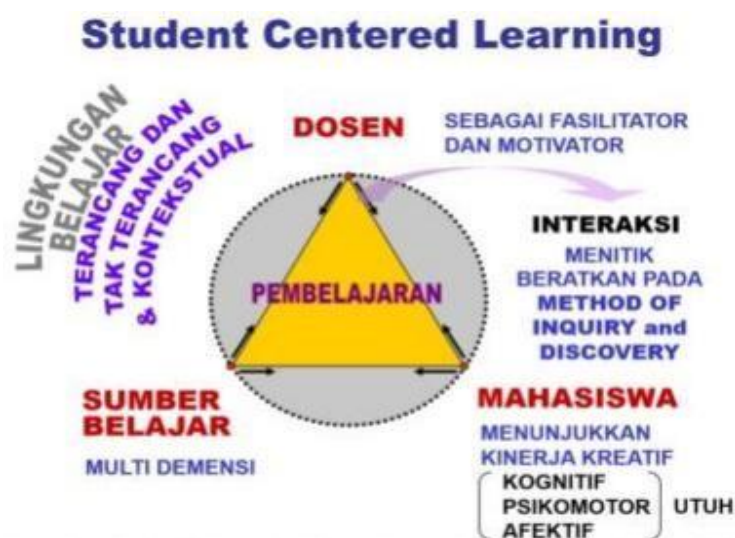 Student Centered Learning
LINGKUNGAN
BELAJAR
TERANCANG DAN
TAK TERANCANG
& KONTEKSTUAL
DOSEN
SEBAGAI FASILITATOR
DAN MOTIVATOR
INTERAKSI
MENITIK
BERATKAN PADA
METHOD OF
INQUIRY and
DISCOVERY
PEMBELAJARAN
SUMBER
BELAJAR
MULTI DEMENSI
MAHASISWA
MENUNJUKKAN
KINERJA KREATIF
KOGNITIF
PSIKOMOTOR UTUH
AFEKTIF